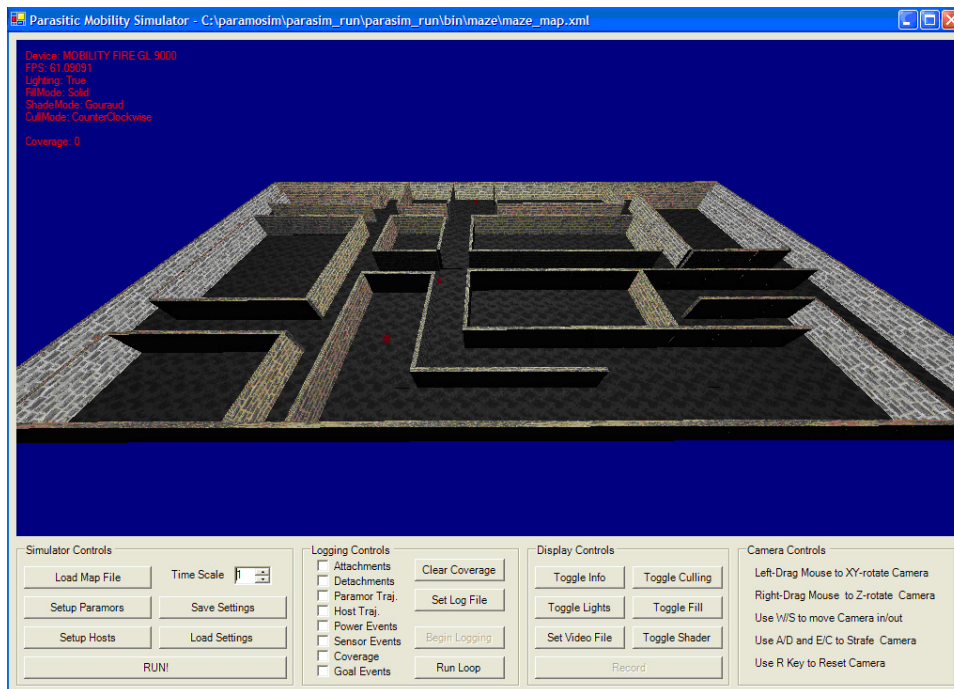 Parasitic Mobility Simulator - C:\paramosim\parasim_run\parasim_run\bin\maze\maze_map.xml
Device: MOBILITY FIRE GL 9000
FPS: 61.09091
Lighting: True
FillMode: Solid
ShadeMode: Gouraud
CullMode: CounterClockwise
Coverage: 0
Simulator Controls
Load Map File
Time Scale 1
Setup Paramors
Save Settings
Setup Hosts
Load Settings
RUN!
Logging Controls
Attachments
Detachments
Paramor Traj.
Host Traj.
Power Events
Sensor Events
Coverage
Goal Events
Clear Coverage
Set Log File
Begin Logging
Run Loop
Display Controls
Toggle Info
Toggle Culling
Toggle Lights
Toggle Fill
Set Video File
Toggle Shader
Record
Camera Controls
Left-Drag Mouse to XY-rotate Camera
Right-Drag Mouse to Z-rotate Camera
Use W/S to move Camera in/out
Use A/D and E/C to Strafe Camera
Use R Key to Reset Camera